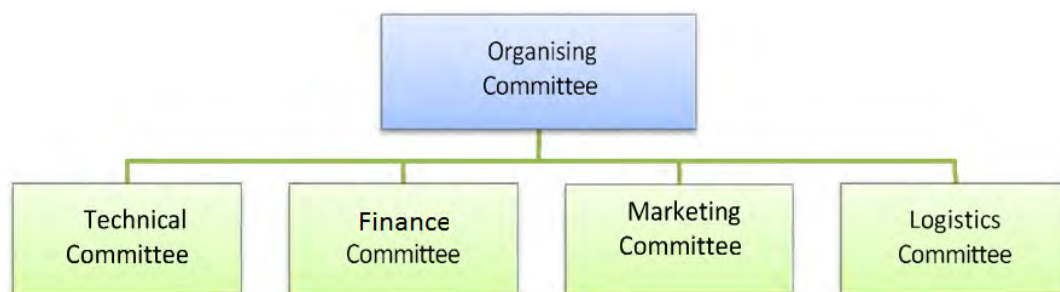 Organising
Committee
Technical
Committee
Finance
Committee
Marketing
Committee
Logistics
Committee